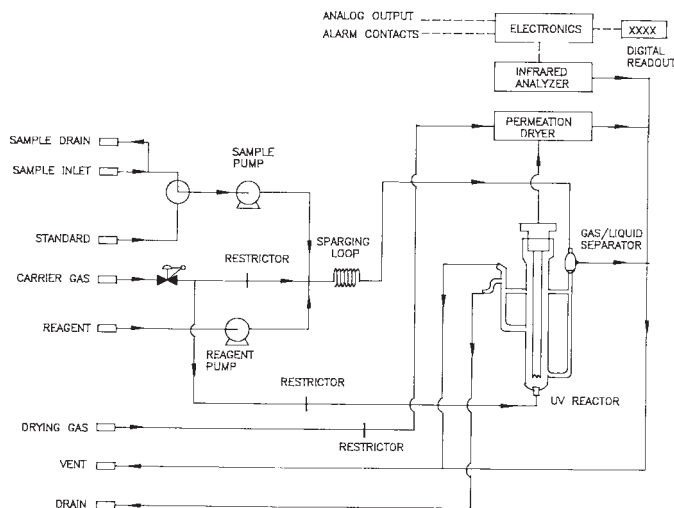 ANALOG OUTPUT
ALARM CONTACTS
ELECTRONICS
XXXX
DIGITAL
READOUT
INFRARED
ANALYZER
PERMEATION
DRYER
SAMPLE DRAIN
SAMPLE INLET
SAMPLE
PUMP
STANDARD
SPARGING
LOOP
GAS/LIQUID
SEPARATOR
CARRIER GAS
RESTRICTOR
REAGENT
REAGENT
PUMP
RESTRICTOR
UV REACTOR
DRYING GAS
RESTRICTOR
VENT
DRAIN